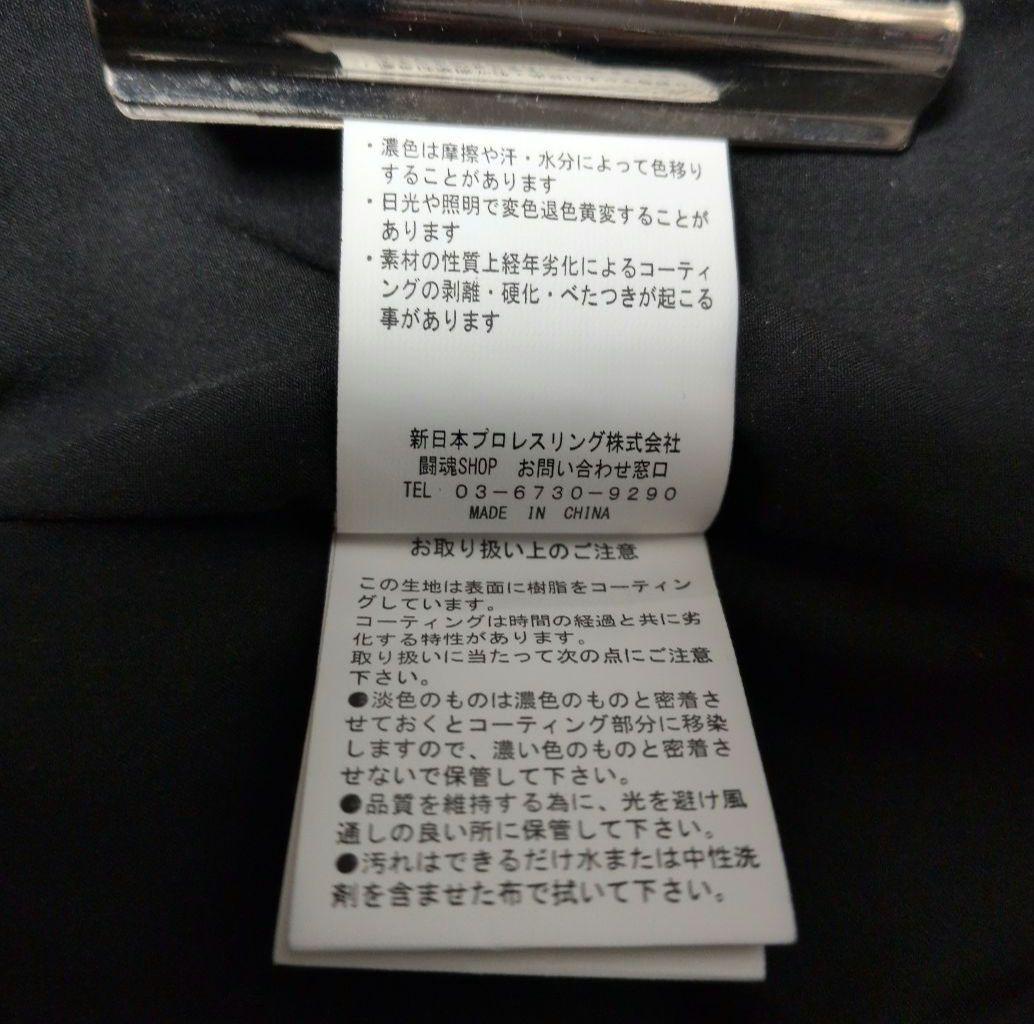 ・濃色は摩擦や汗・水分によって色移り
することがあります
・日光や照明で変色退色黄変することが
あります
・素材の性質上経年劣化によるコーティ
ングの剥離・硬化・べたつきが起こる
事があります
新日本プロレスリング株式会社
闘魂SHOP お問い合わせ窓口
TEL 03-6730-9290
MADE IN CHINA
お取り扱い上のご注意
この生地は表面に樹脂をコーティン
グしています。
コーティングは時間の経過と共に劣
化する特性があります。
取り扱いに当たって次の点にご注意
下さい。
●淡色のものは濃色のものと密着さ
せておくとコーティング部分に移染
しますので、濃い色のものと密着さ
せないで保管して下さい。
●品質を維持する為に、光を避け風
通しの良い所に保管して下さい。
●汚れはできるだけ水または中性洗
剤を含ませた布で拭いて下さい。